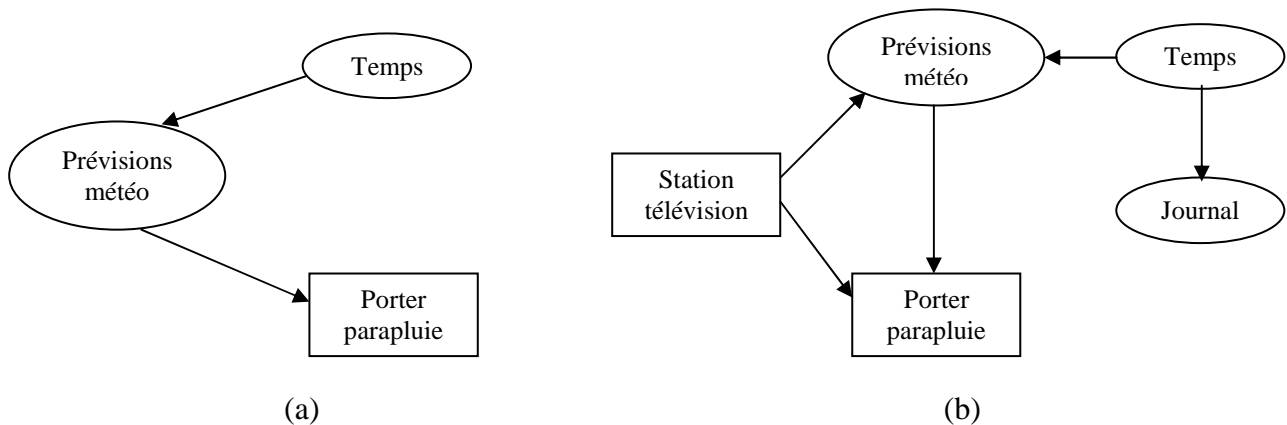 Temps
Prévisions
météo
Porter
parapluie
(a)
Prévisions
météo
Temps
Station
télévision
Journal
Porter
parapluie
(b)